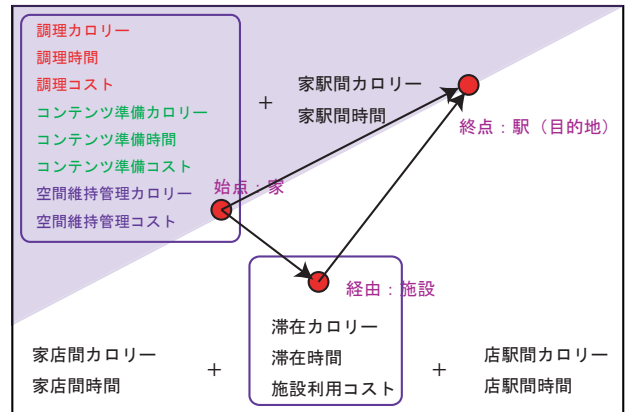 調理カロリー
調理時間
調理コスト
コンテンツ準備カロリー
コンテンツ準備時間
コンテンツ準備コスト
空間維持管理カロリー
空間維持管理コスト
+
家駅間カロリー
家駅間時間
終点：駅（目的地）
始点：家
経由：施設
家店間カロリー
家店間時間
+
滞在カロリー
滞在時間
施設利用コスト
+
店駅間カロリー
店駅間時間